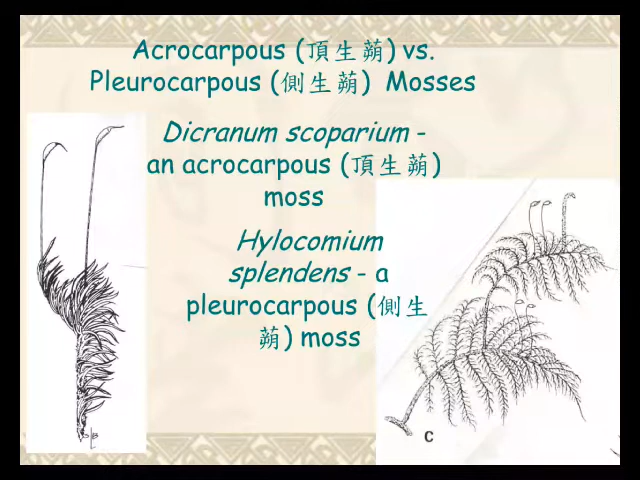 Acrocarpous (頂生蒴) vs.
Pleurocarpous (側生蒴) Mosses
Dicranum scoparium -
an acrocarpous (頂生蒴)
moss
Hylocomium
splendens - a
pleurocarpous (側生
蒴) moss
C